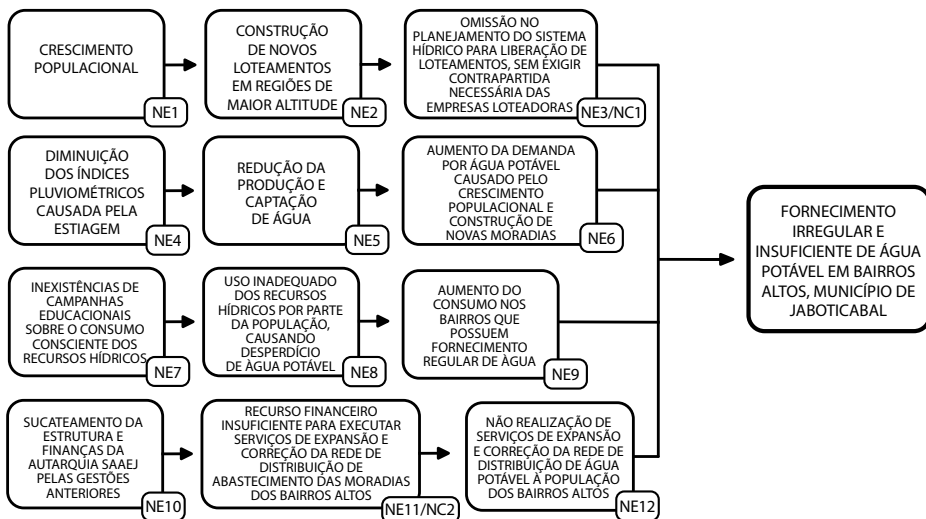 CRESCIMENTO
POPULACIONAL
NE1
CONSTRUÇÃO
DE NOVOS
LOTEAMENTOS
EM REGIÕES DE
MAIOR ALTITUDE
NE2
OMISSÃO NO
PLANEJAMENTO DO SISTEMA
HÍDRICO PARA LIBERAÇÃO DE
LOTEAMENTOS, SEM EXIGIR
CONTRAPARTIDA
NECESSÁRIA DAS
EMPRESAS LOTEADORAS
NE3/NC1
DIMINUIÇÃO
DOS ÍNDICES
PLUVIOMÉTRICOS
CAUSADA PELA
ESTIAGEM
NE4
REDUÇÃO DA
PRODUÇÃO E
CAPTAÇÃO
DE ÁGUA
NE5
AUMENTO DA DEMANDA
POR ÁGUA POTÁVEL
CAUSADO PELO
CRESCIMENTO
POPULACIONAL E
CONSTRUÇÃO DE
NOVAS MORADIAS
NE6
INEXISTÊNCIAS DE
CAMPANHAS
EDUCACIONAIS
SOBRE O CONSUMO
CONSCIENTE DOS
RECURSOS HÍDRICOS
NE7
USO INADEQUADO
DOS RECURSOS
HÍDRICOS POR PARTE
DA POPULAÇÃO,
CAUSANDO
DESPERDÍCIO
DE ÀGUA POTÁVEL
NE8
AUMENTO DO
CONSUMO NOS
BAIRROS QUE
POSSUEM
FORNECIMENTO
REGULAR DE ÀGUA
NE9
SUCATEAMENTO DA
ESTRUTURA E
FINANÇAS DA
AUTARQUIA SAAEJ
PELAS GESTÕES
ANTERIORES
NE10
RECURSO FINANCEIRO
INSUFICIENTE PARA EXECUTAR
SERVIÇOS DE EXPANSÃO E
CORREÇÃO DA REDE DE
DISTRIBUIÇÃO DE
ABASTECIMENTO DAS MORADIAS
DOS BAIRROS ALTOS
NE11/NC2
NÃO REALIZAÇÃO DE
SERVIÇOS DE EXPANSÃO
E CORREÇÃO DA REDE DE
DISTRIBUIÇÃO DE ÁGUA
POTÁVEL À POPULAÇÃO
DOS BAIRROS ALTOS
NE12
FORNECIMENTO
IRREGULAR E
INSUFICIENTE DE ÁGUA
POTÁVEL EM BAIRROS
ALTOS, MUNICÍPIO DE
JABOTICABAL